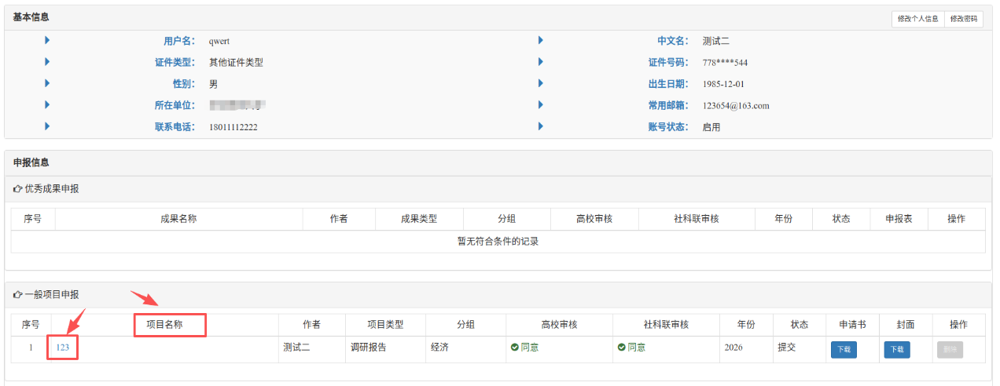 基本信息 修改个人信息 修改密码
用户名： qwert 中文名： 测试二
证件类型： 其他证件类型 证件号码： 778****544
性别： 男 出生日期： 1985-12-01
所在单位： 常用邮箱： 123654@163.com
联系电话： 18011112222 账号状态： 启用
申报信息
优秀成果申报
序号 成果名称 作者 成果类型 分组 高校审核 社科联审核 年份 状态 申报表 操作
暂无符合条件的记录
一般项目申报
序号 项目名称 作者 项目类型 分组 高校审核 社科联审核 年份 状态 申请书 封面 操作
1 123 测试二 调研报告 经济 同意 同意 2026 提交 下载 下载 删除